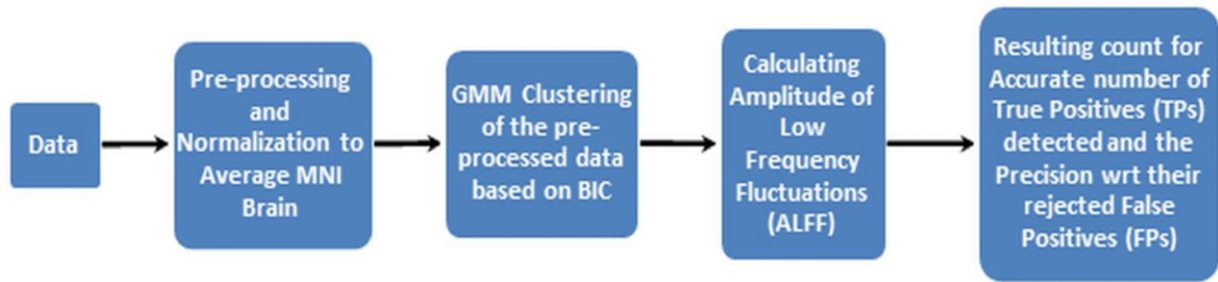 Data
Pre-processing
and
Normalization to
Average MNI
Brain
GMM Clustering
of the pre-
processed data
based on BIC
Calculating
Amplitude of
Low
Frequency
Fluctuations
(ALFF)
Resulting count for
Accurate number of
True Positives (TPs)
detected and the
Precision wrt their
rejected False
Positives (FPs)